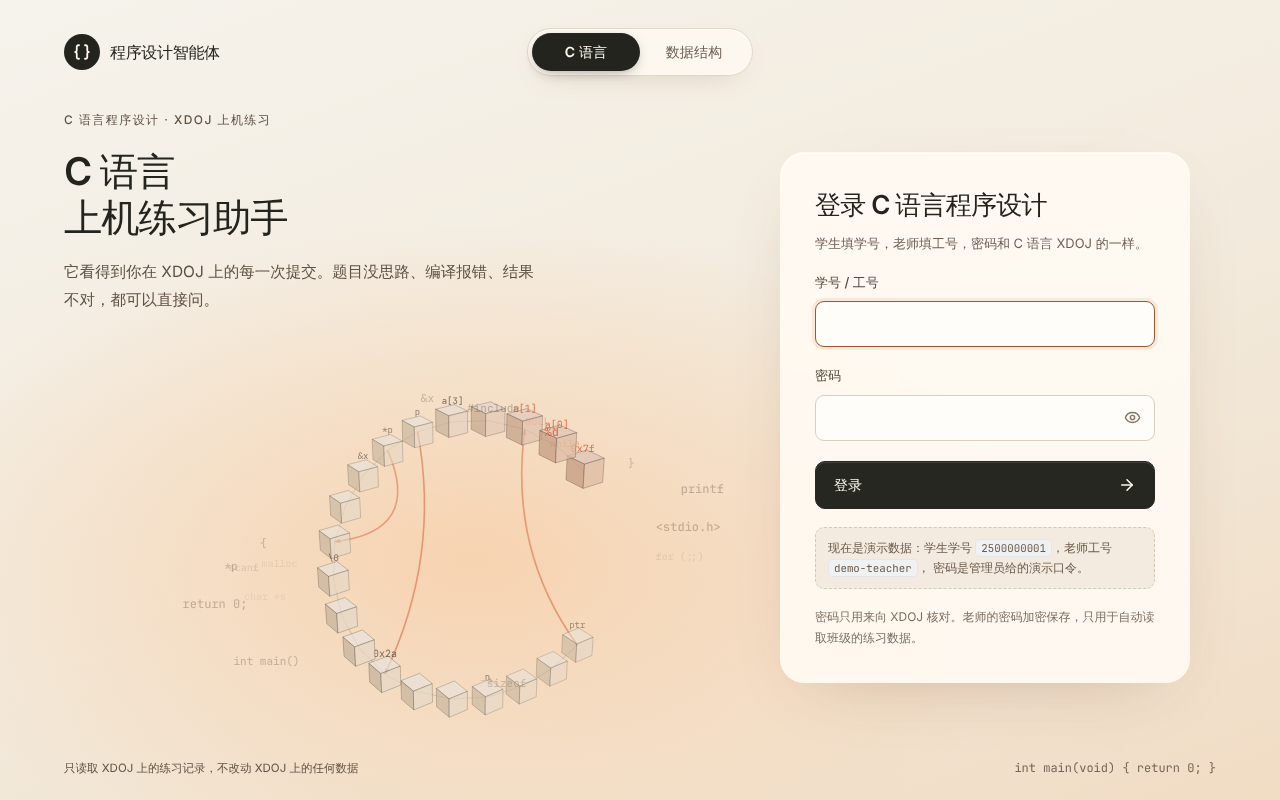 程序设计智能体
C 语言
数据结构
C 语言程序设计 · XDOJ 上机练习
C 语言
上机练习助手
它看得到你在 XDOJ 上的每一次提交。题目没思路、编译报错、结果
不对，都可以直接问。
登录 C 语言程序设计
学生填学号，老师填工号，密码和 C 语言 XDOJ 的一样。
学号 / 工号
密码
登录
现在是演示数据：学生学号 2500000001 ，老师工号
demo-teacher ， 密码是管理员给的演示口令。
密码只用来向 XDOJ 核对。老师的密码加密保存，只用于自动读
取班级的练习数据。
&x
a[3]
#include
a[1]
p
a[0]
%d
*p
&x
}
printf
<stdio.h>
for (;;)
{
\0
*p
malloc
char *s
return 0;
ptr
0x2a
int main()
sizeof
只读取 XDOJ 上的练习记录，不改动 XDOJ 上的任何数据
int main(void) { return 0; }